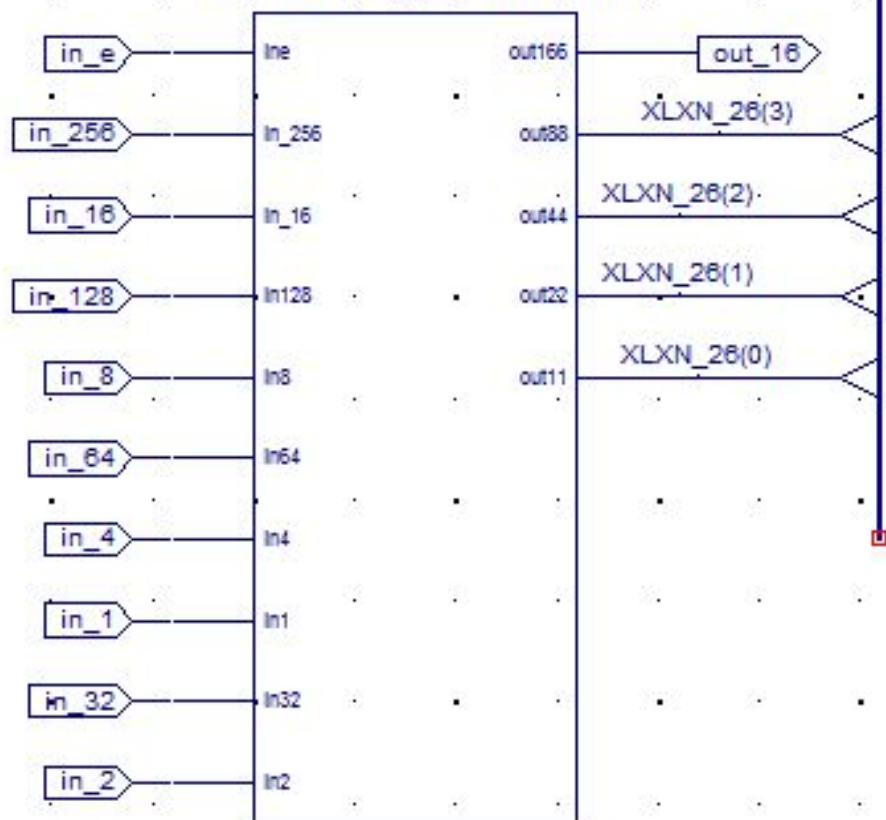 in_e Ine out166 out_16
XLXN_26(3)
in_256 In_256 out88
XLXN_26(2)
in_16 In_16 out44
XLXN_26(1)
in_128 In128 out22
XLXN_26(0)
in_8 In8 out11
in_64 In64
in_4 In4
in_1 In1
in_32 In32
in_2 In2